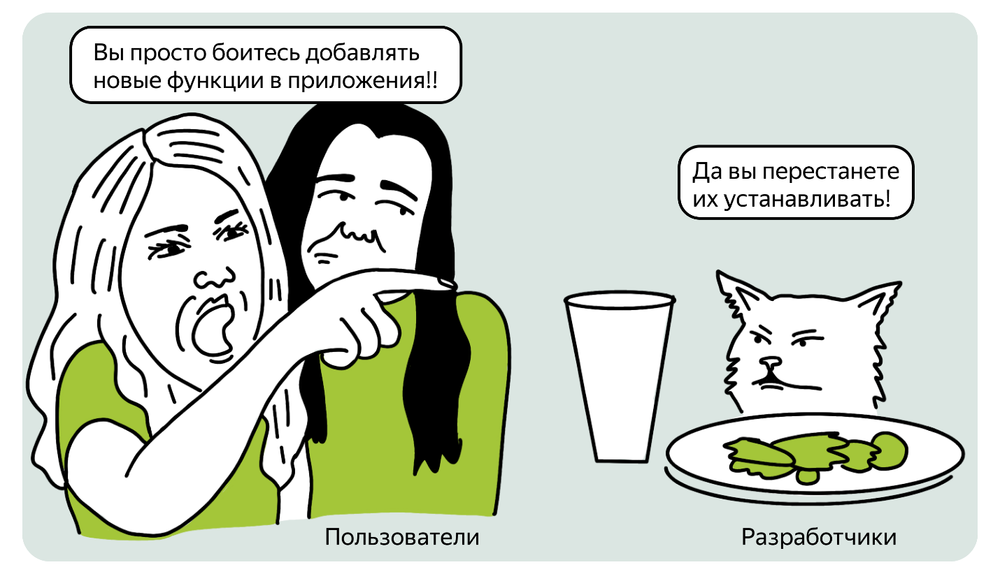 Вы просто боитесь добавлять
новые функции в приложения!!
Да вы перестанете
их устанавливать!
Пользователи
Разработчики